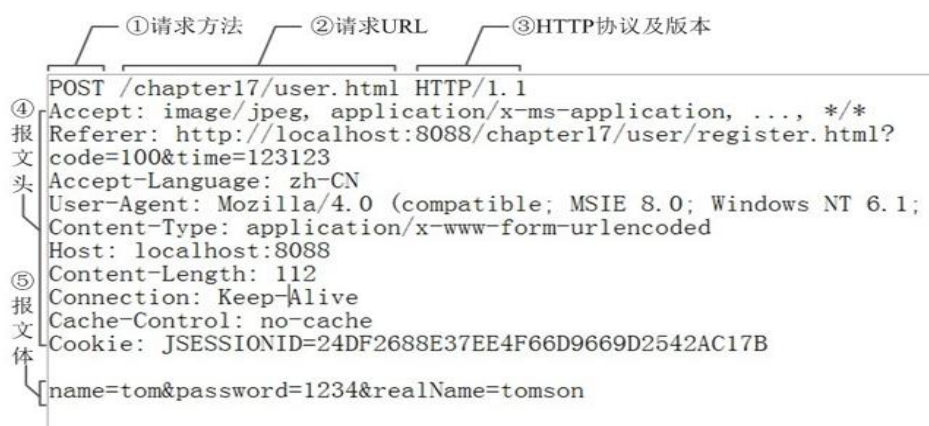 ①请求方法 ②请求URL ③HTTP协议及版本
POST /chapter17/user.html HTTP/1.1
④报文头
Accept: image/jpeg, application/x-ms-application, ..., */*
Referer: http://localhost:8088/chapter17/user/register.html?
code=100&time=123123
Accept-Language: zh-CN
User-Agent: Mozilla/4.0 (compatible; MSIE 8.0; Windows NT 6.1;
Content-Type: application/x-www-form-urlencoded
Host: localhost:8088
Content-Length: 112
Connection: Keep-Alive
Cache-Control: no-cache
Cookie: JSESSIONID=24DF2688E37EE4F66D9669D2542AC17B
⑤报文体
name=tom&password=1234&realName=tomson